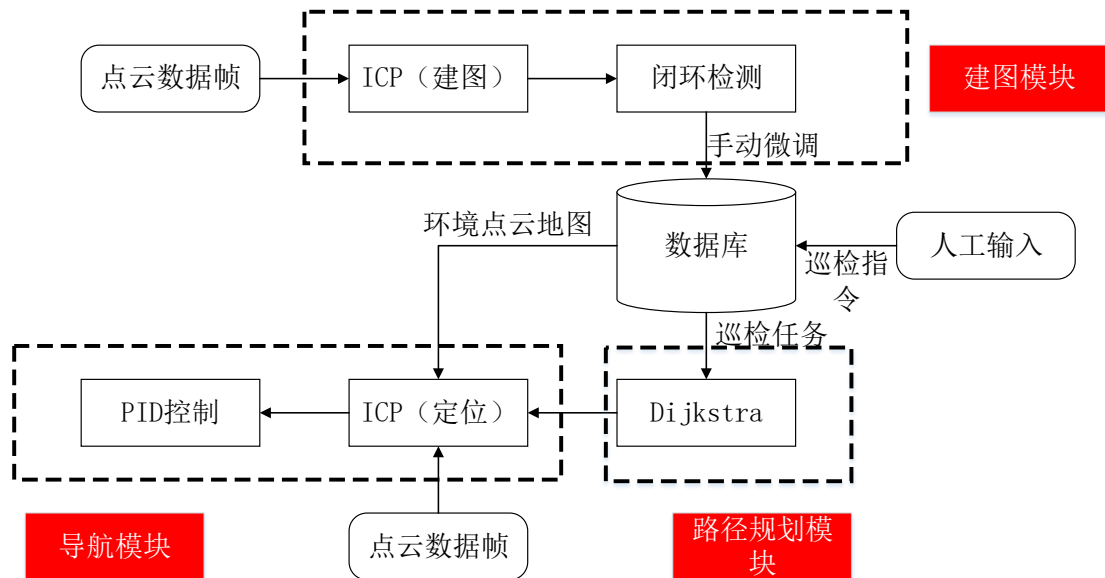 点云数据帧
ICP（建图）
闭环检测
建图模块
手动微调
环境点云地图
数据库
人工输入
巡检指
令
巡检任务
PID控制
ICP（定位）
Dijkstra
导航模块
点云数据帧
路径规划模
块